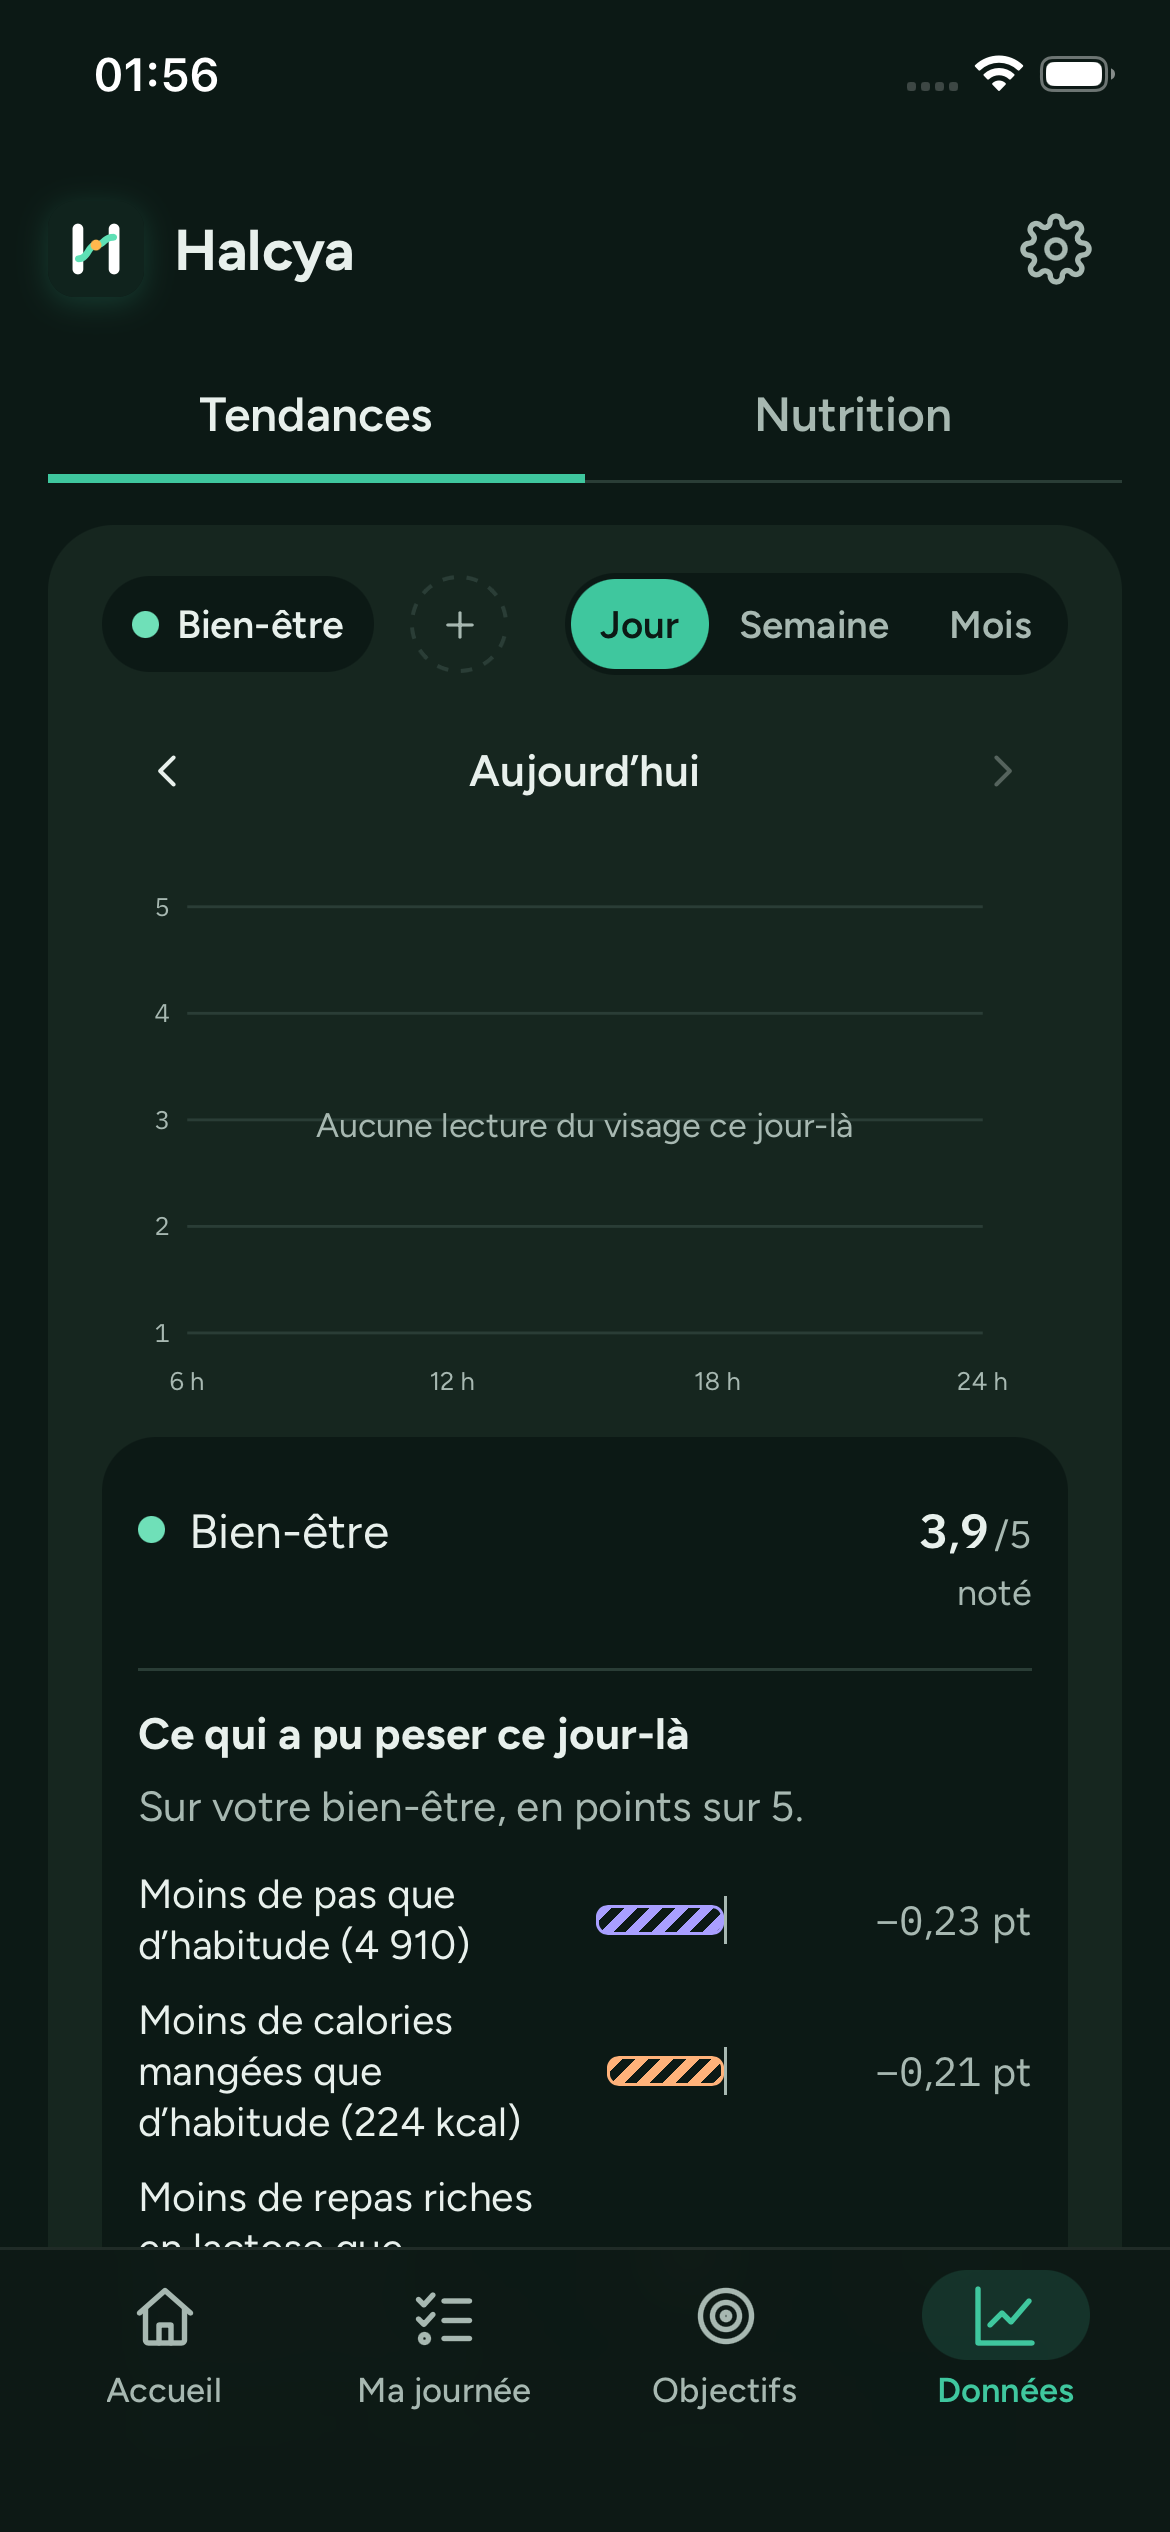 01:56
Halcya
Tendances
Nutrition
Bien-être
+
Jour
Semaine
Mois
Aujourd’hui
5
4
3
Aucune lecture du visage ce jour-là
2
1
6 h
12 h
18 h
24 h
Bien-être
3,9 /5
noté
Ce qui a pu peser ce jour-là
Sur votre bien-être, en points sur 5.
Moins de pas que
d’habitude (4 910)
−0,23 pt
Moins de calories
mangées que
d’habitude (224 kcal)
−0,21 pt
Moins de repas riches
en lactose que
Accueil
Ma journée
Objectifs
Données